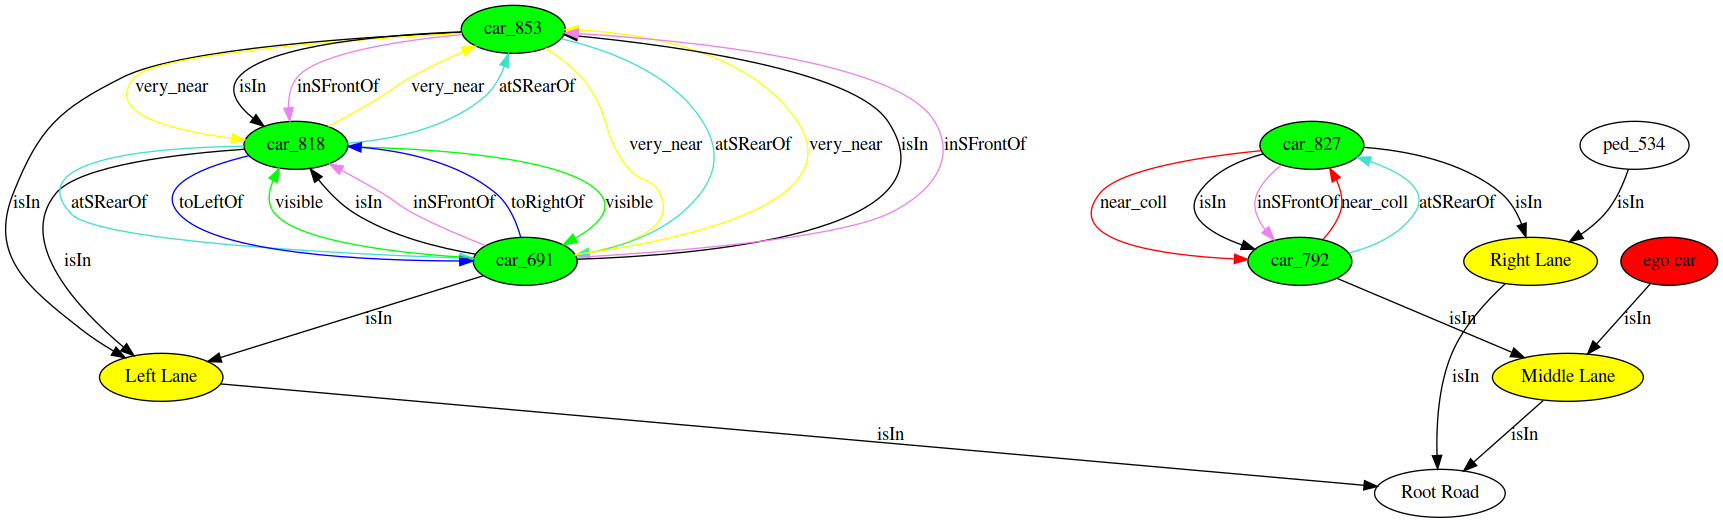 car_853
very_near
isIn
inSFrontOf
very_near
atSRearOf
car_818
very_near
atSRearOf
very_near
isIn
inSFrontOf
car_827
ped_534
isIn
atSRearOf
toLeftOf
visible
isIn
inSFrontOf
toRightOf
visible
near_coll
isIn
inSFrontOf
near_coll
atSRearOf
isIn
isIn
isIn
car_691
car_792
Right Lane
ego car
isIn
isIn
isIn
Left Lane
isIn
Middle Lane
isIn
isIn
Root Road